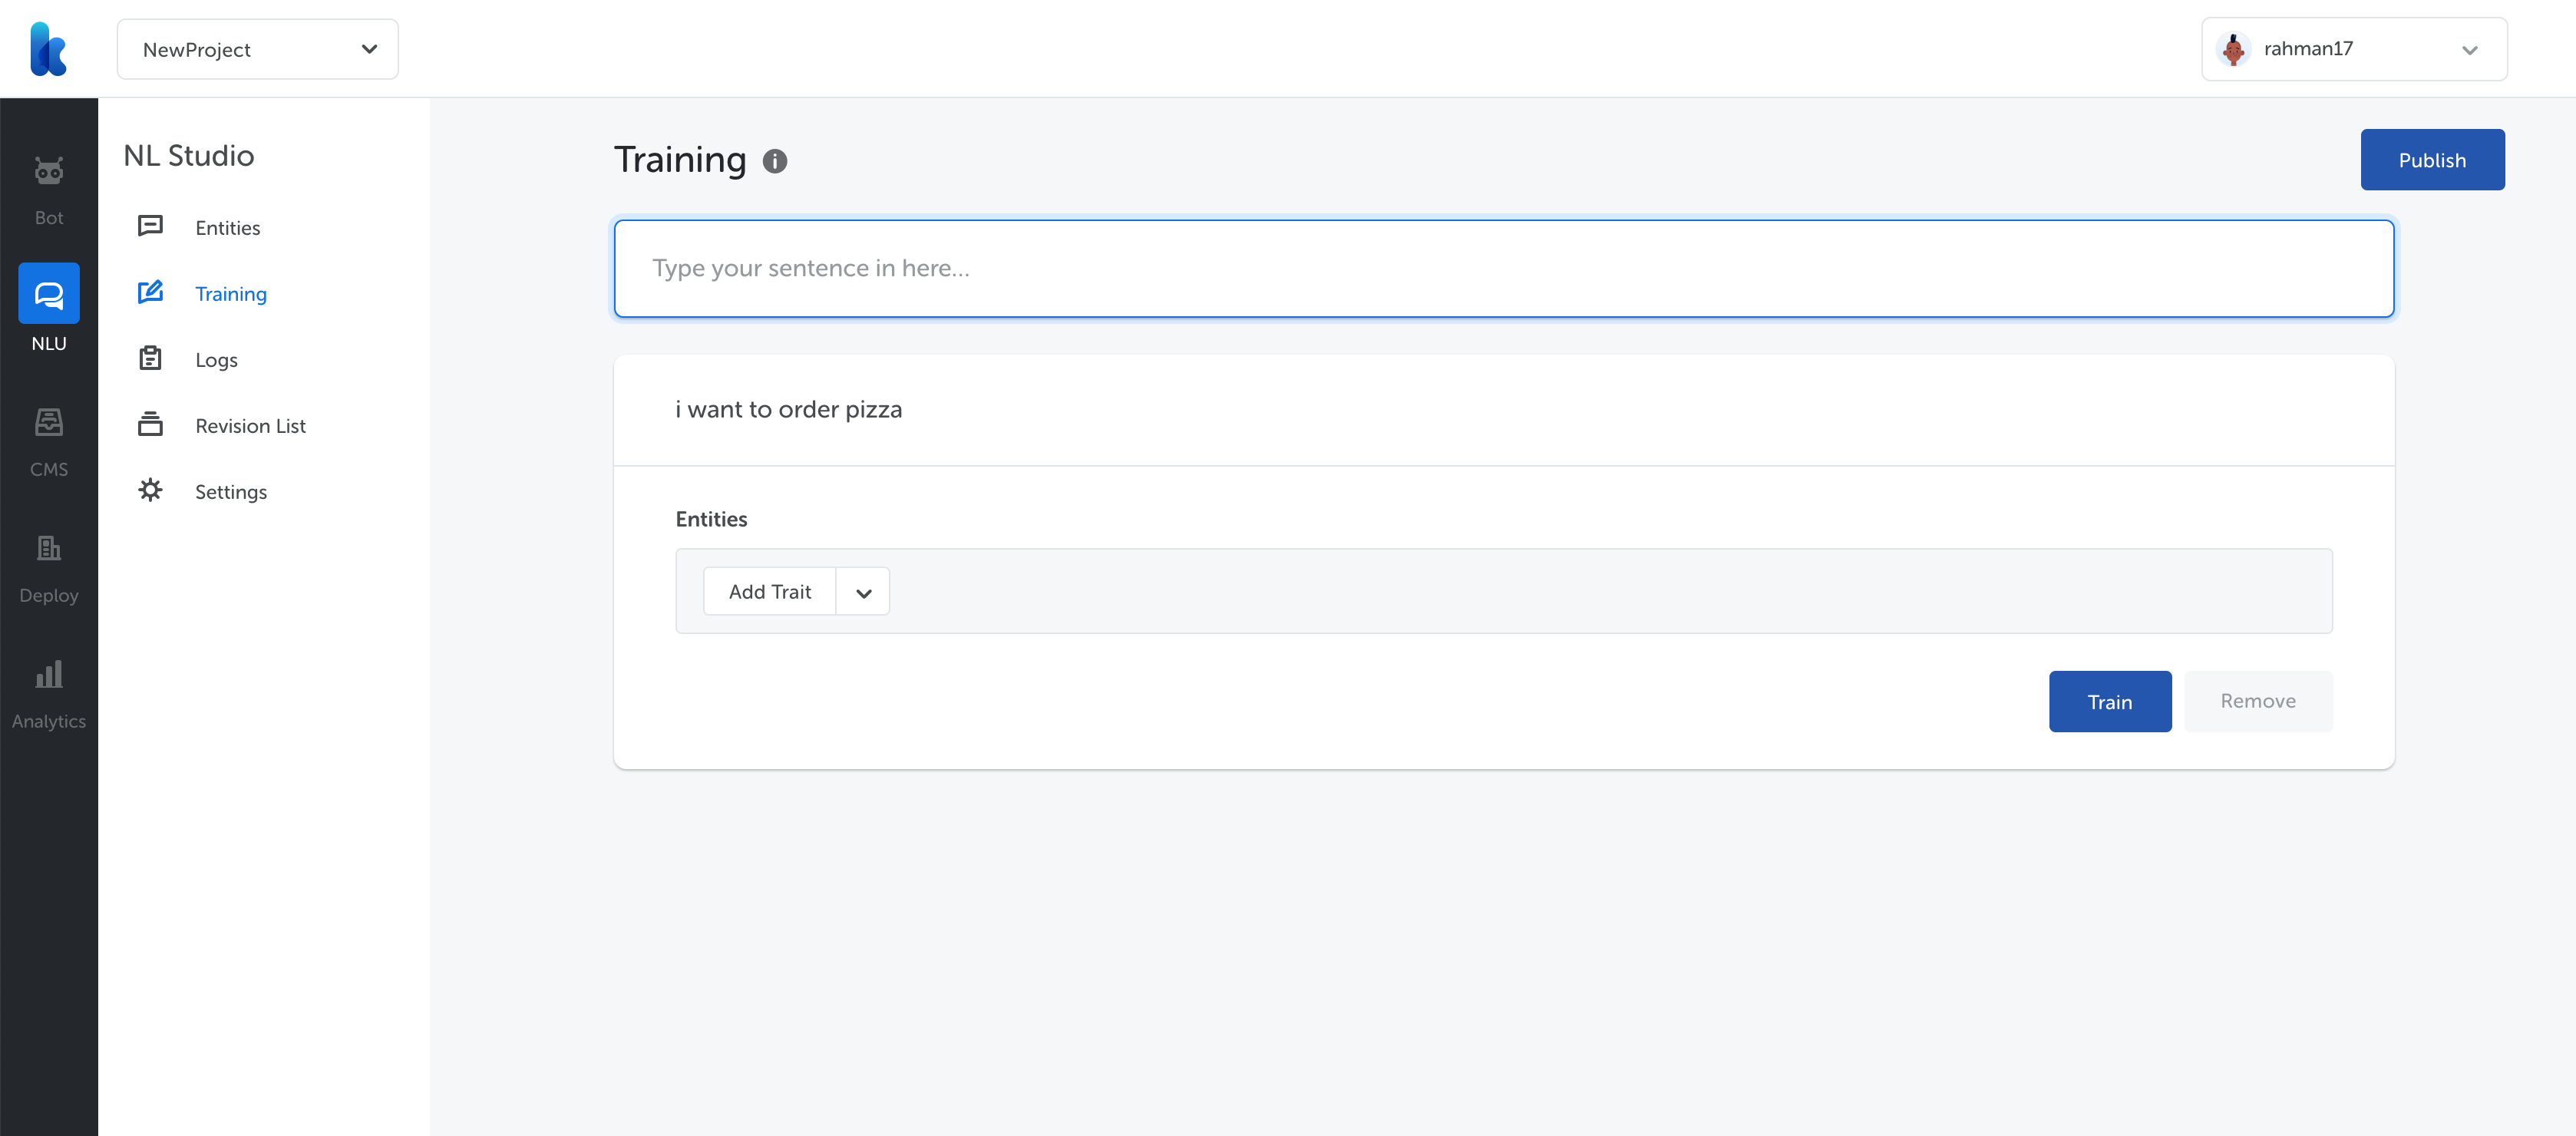 NewProject
rahman17
Bot
NLU
CMS
Deploy
Analytics
NL Studio
Entities
Training
Logs
Revision List
Settings
Training
Publish
Type your sentence in here...
i want to order pizza
Entities
Add Trait
Train
Remove